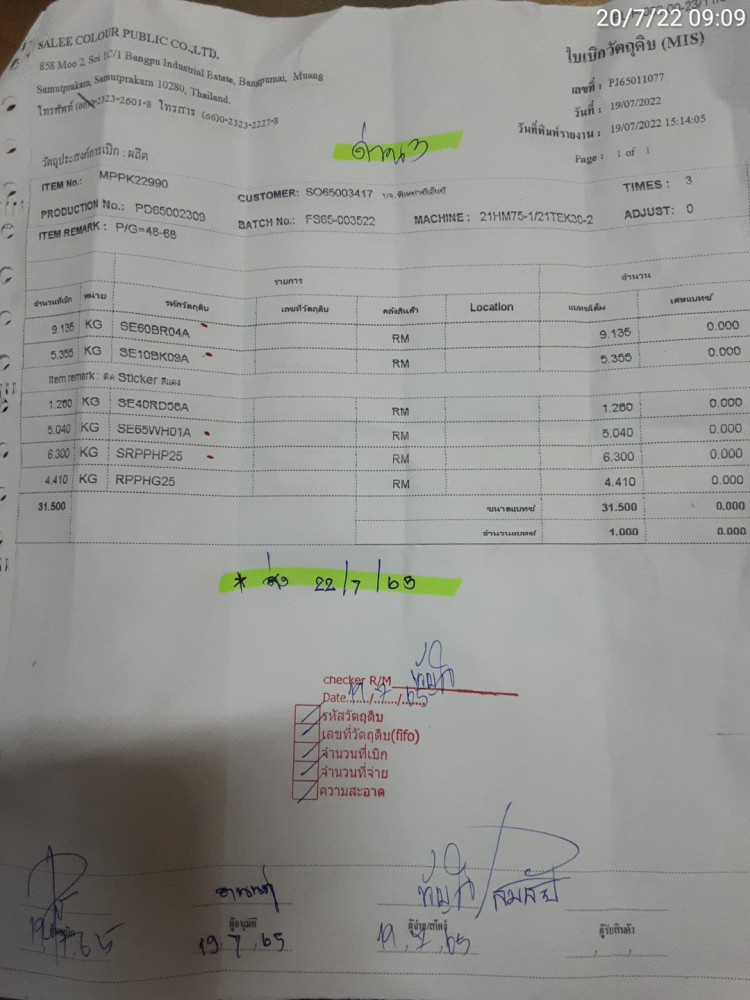 20/7/22 09:09
SALEE COLOUR PUBLIC CO.,LTD.
858 Moo 2, Soi 1C/1 Bangpu Industrial Estate, Bangpumai, Muang
Samutprakarn, Samutprakarn 10280, Thailand.
โทรศัพท์ (66)0-2323-2601-8 โทรสาร (66)0-2323-2227-8
ใบเบิกวัตถุดิบ (MIS)
เลขที่ : PJ65011077
วันที่ : 19/07/2022
วันที่พิมพ์รายงาน : 19/07/2022 15:14:05
Page : 1 of 1
ด่วน
วัตถุประสงค์การเบิก : ผลิต
ITEM No.: MPPK22990 CUSTOMER: SO65003417 TIMES : 3
PRODUCTION No.: PD65002309 BATCH No.: FS65-003522 MACHINE : 21HM75-1/21TEK30-2 ADJUST: 0
ITEM REMARK : P/G=48-68
รายการ จำนวน
จำนวนที่เบิก หน่วย รหัสวัตถุดิบ เลขที่วัตถุดิบ คลังสินค้า Location แบทช์เต็ม เศษแบทช์
9.135 KG SE60BR04A RM 9.135 0.000
5.355 KG SE10BK09A RM 5.355 0.000
Item remark : ติด Sticker สีแดง
1.260 KG SE40RD56A RM 1.260 0.000
5.040 KG SE65WH01A RM 5.040 0.000
6.300 KG SRPPHP25 RM 6.300 0.000
4.410 KG RPPHG25 RM 4.410 0.000
31.500 ขนาดแบทช์ 31.500 0.000
จำนวนแบทช์ 1.000 0.000
* ส่ง 22/7/65
checker R/M
Date 19/7/65
รหัสวัตถุดิบ
เลขที่วัตถุดิบ(fifo)
จำนวนที่เบิก
จำนวนที่จ่าย
ความสะอาด
ผู้อนุมัติ ผู้รับสินค้า
19/7/65 19/7/65 19/7/65